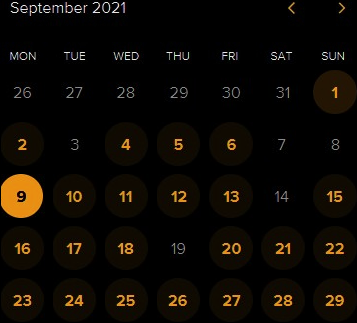 September 2021
MON TUE WED THU FRI SAT SUN
26 27 28 29 30 31 1
2 3 4 5 6 7 8
9 10 11 12 13 14 15
16 17 18 19 20 21 22
23 24 25 26 27 28 29